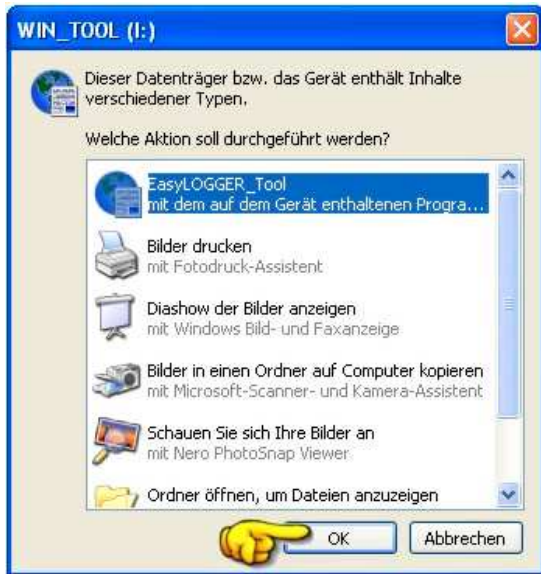 WIN_TOOL (I:)
Dieser Datenträger bzw. das Gerät enthält Inhalte
verschiedener Typen.
Welche Aktion soll durchgeführt werden?
EasyLOGGER_Tool
mit dem auf dem Gerät enthaltenen Progra...
Bilder drucken
mit Fotodruck-Assistent
Diashow der Bilder anzeigen
mit Windows Bild- und Faxanzeige
Bilder in einen Ordner auf Computer kopieren
mit Microsoft-Scanner- und Kamera-Assistent
Schauen Sie sich Ihre Bilder an
mit Nero PhotoSnap Viewer
Ordner öffnen, um Dateien anzuzeigen
OK
Abbrechen